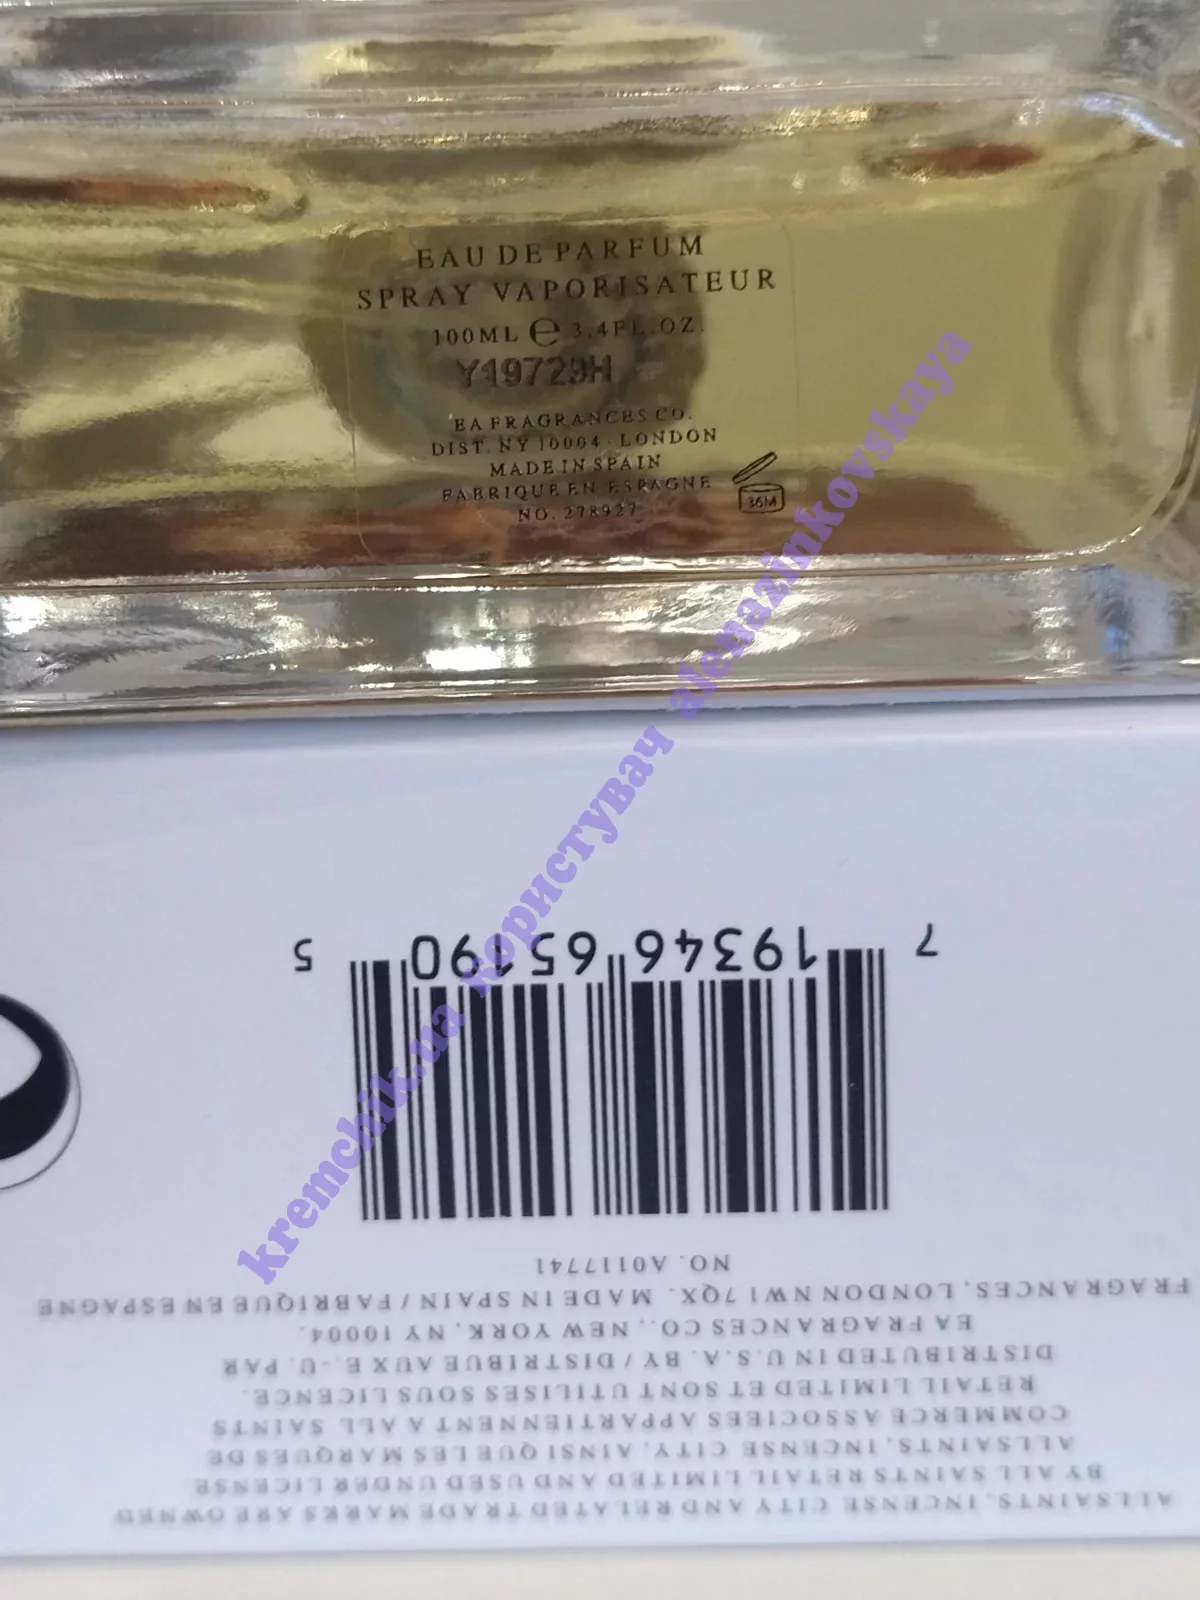 EAU DE PARFUM
SPRAY VAPORISATEUR
100ML ℮ 3.4FL.OZ.
Y19729H
EA FRAGRANCES CO.
DIST. NY 10004 · LONDON
MADE IN SPAIN
FABRIQUE EN ESPAGNE
NO. 278927
36M
kremchik.ua користувач alenazinkovskaya
ALLSAINTS, INCENSE CITY AND RELATED TRADE MARKS ARE OWNED
BY ALL SAINTS RETAIL LIMITED AND USED UNDER LICENSE.
ALLSAINTS, INCENSE CITY, AINSI QUE LES MARQUES DE
COMMERCE ASSOCIEES APPARTIENNENT A ALL SAINTS
RETAIL LIMITED ET SONT UTILISES SOUS LICENCE.
DISTRIBUTED IN U.S.A. BY / DISTRIBUE AUX E.-U. PAR
EA FRAGRANCES CO., NEW YORK, NY 10004.
FRAGRANCES, LONDON NW1 7QX. MADE IN SPAIN / FABRIQUE EN ESPAGNE
NO. A0117741
7 19346 65190 5